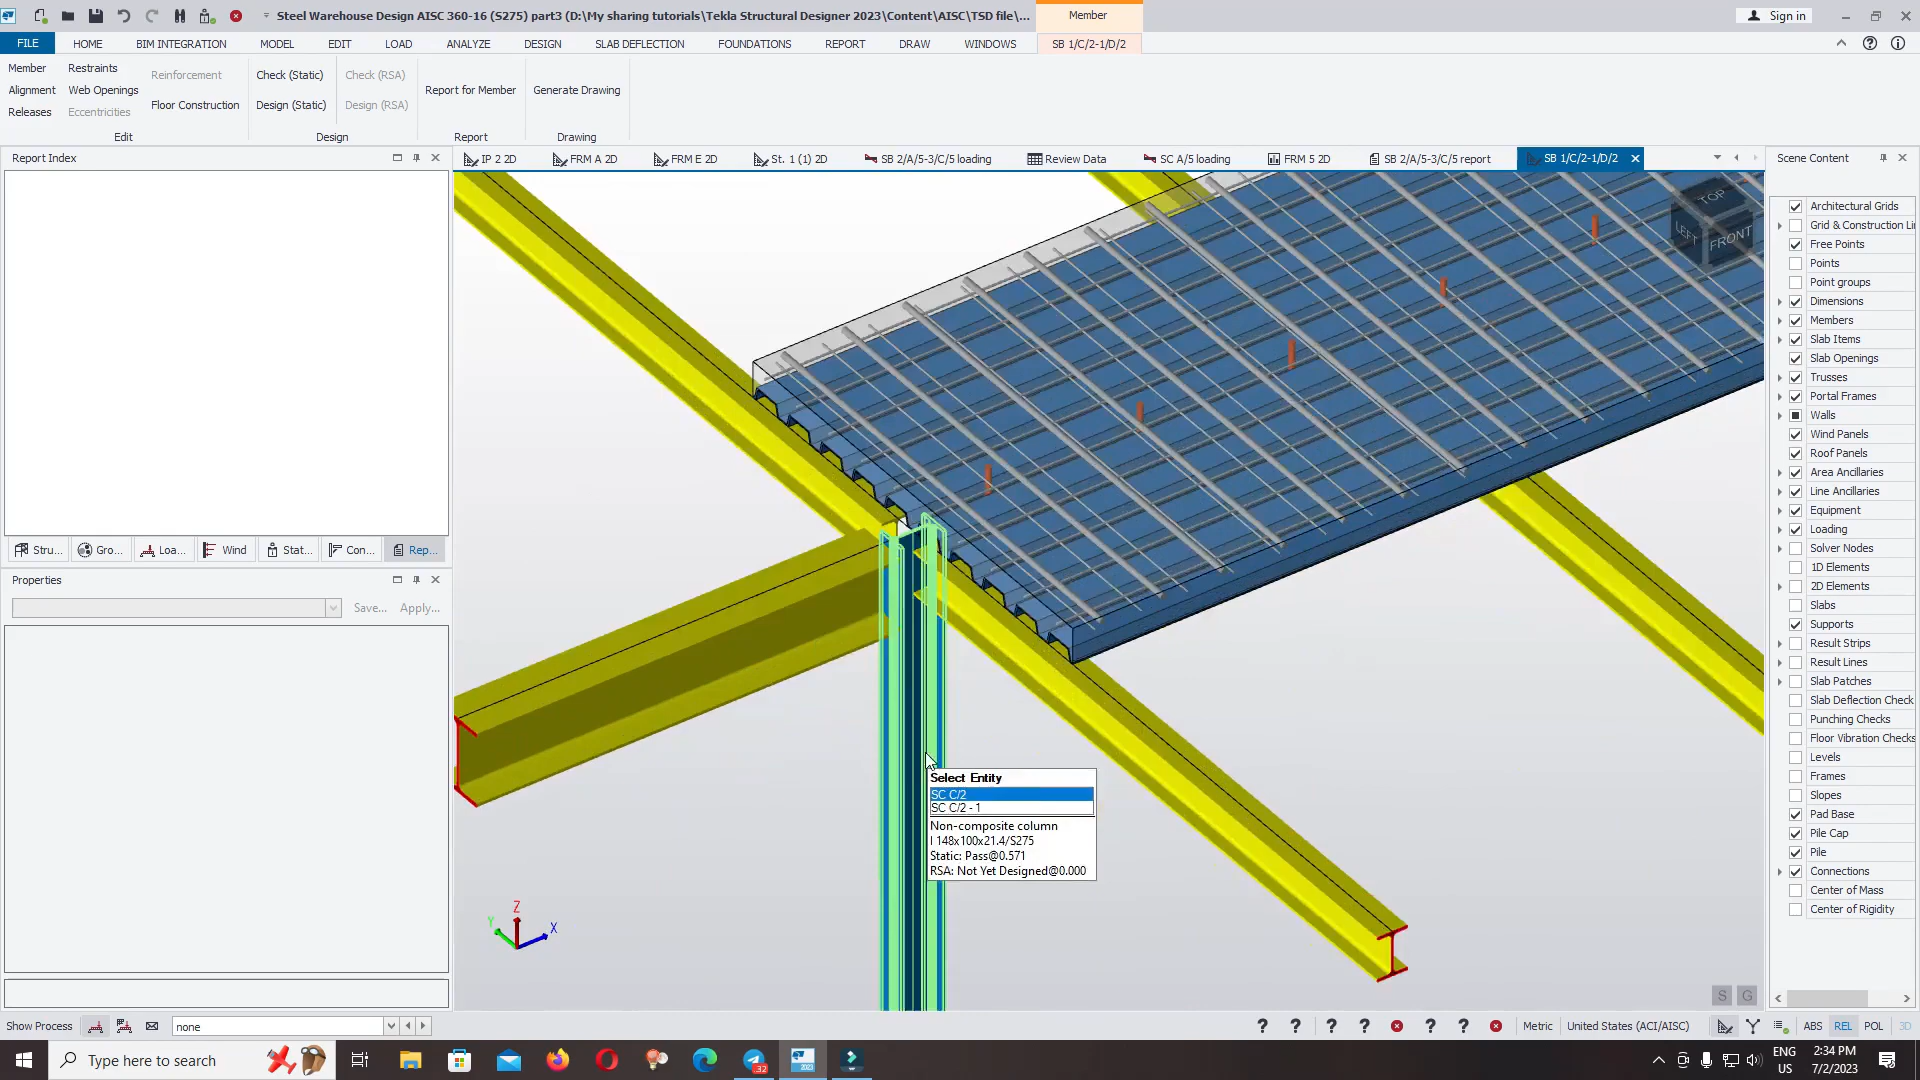 Steel Warehouse Design AISC 360-16 (S275) part3 (D:\My sharing tutorials\Tekla Structural Designer 2023\Content\AISC\TSD file\...
Member
Sign in
FILE
HOME
BIM INTEGRATION
MODEL
EDIT
LOAD
ANALYZE
DESIGN
SLAB DEFLECTION
FOUNDATIONS
REPORT
DRAW
WINDOWS
SB 1/C/2-1/D/2
Member
Restraints
Reinforcement
Check (Static)
Check (RSA)
Alignment
Web Openings
Report for Member
Generate Drawing
Releases
Eccentricities
Floor Construction
Design (Static)
Design (RSA)
Edit
Design
Report
Drawing
Report Index
IP 2 2D
FRM A 2D
FRM E 2D
St. 1 (1) 2D
SB 2/A/5-3/C/5 loading
Review Data
SC A/5 loading
FRM 5 2D
SB 2/A/5-3/C/5 report
SB 1/C/2-1/D/2
Scene Content
Architectural Grids
Grid & Construction Li
Free Points
Points
Point groups
Dimensions
Members
Slab Items
Slab Openings
Trusses
Portal Frames
Walls
Wind Panels
Roof Panels
Area Ancillaries
Line Ancillaries
Equipment
Loading
Solver Nodes
1D Elements
2D Elements
Slabs
Supports
Result Strips
Result Lines
Slab Patches
Slab Deflection Check
Punching Checks
Floor Vibration Checks
Levels
Frames
Slopes
Pad Base
Pile Cap
Pile
Connections
Center of Mass
Center of Rigidity
TOP
LEFT
FRONT
Stru...
Gro...
Loa...
Wind
Stat...
Con...
Rep...
Properties
Save...
Apply...
Select Entity
SC C/2
SC C/2 - 1
Non-composite column
I 148x100x21.4/S275
Static: Pass@0.571
RSA: Not Yet Designed@0.000
Z
Y
X
S
G
Show Process
none
Metric
United States (ACI/AISC)
ABS
REL
POL
3D
Type here to search
32
2023
ENG
US
2:34 PM
7/2/2023